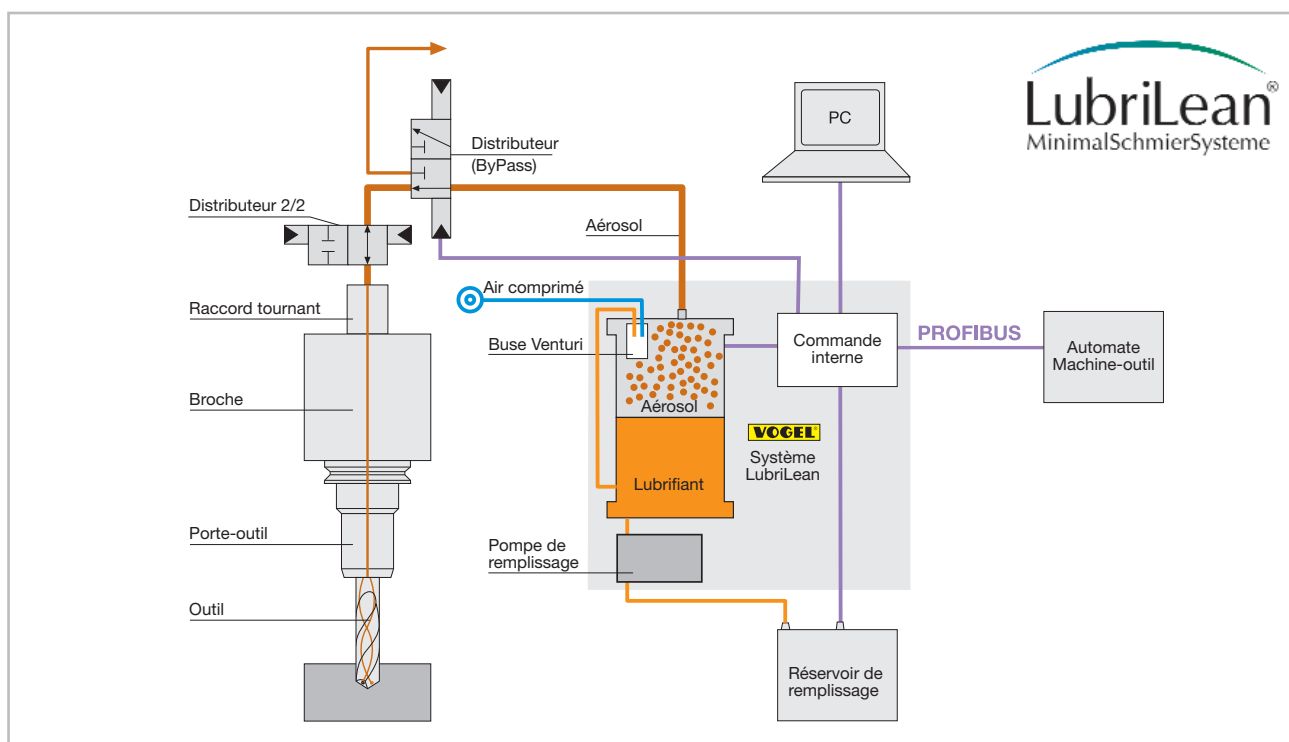 LubriLean®
MinimalSchmierSysteme
PC
Distributeur
(ByPass)
Distributeur 2/2
Aérosol
Raccord tournant
Air comprimé
Buse Venturi
Commande
interne
PROFIBUS
Automate
Machine-outil
Broche
Aérosol
VOGEL®
Système
LubriLean
Lubrifiant
Porte-outil
Pompe de
remplissage
Outil
Réservoir de
remplissage